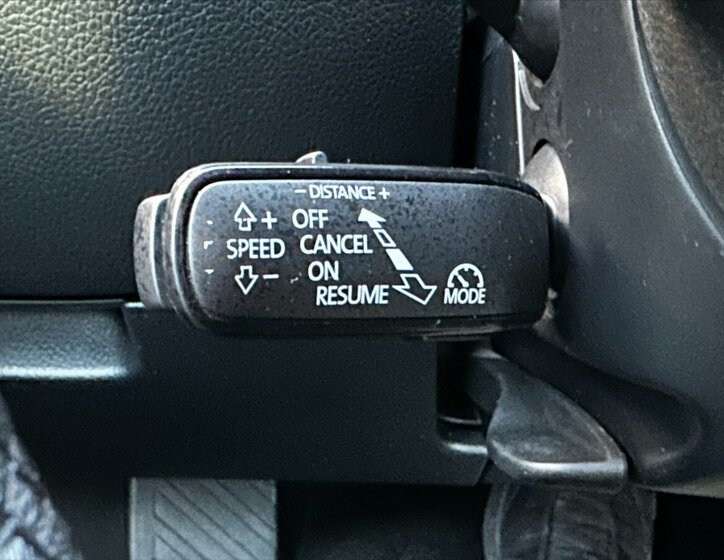 − DISTANCE +
+ OFF
SPEED CANCEL
− ON
RESUME
MODE